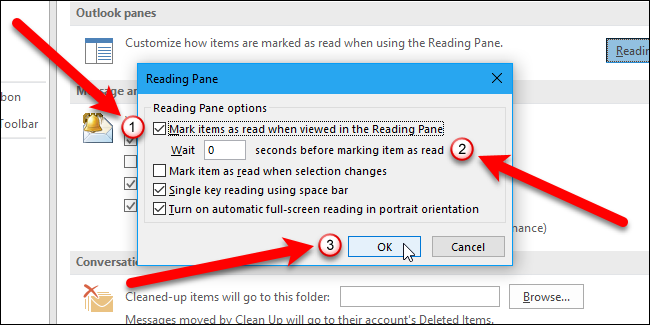 Outlook panes
Customize how items are marked as read when using the Reading Pane.
Readin
Reading Pane
Message ar
Reading Pane options
bon
1
Mark items as read when viewed in the Reading Pane
Toolbar
Wait 0 seconds before marking item as read
2
Mark item as read when selection changes
Single key reading using space bar
Turn on automatic full-screen reading in portrait orientation
nance)
3
OK
Cancel
Conversatio
Cleaned-up items will go to this folder:
Browse...
Messages moved by Clean Up will go to their account's Deleted Items.